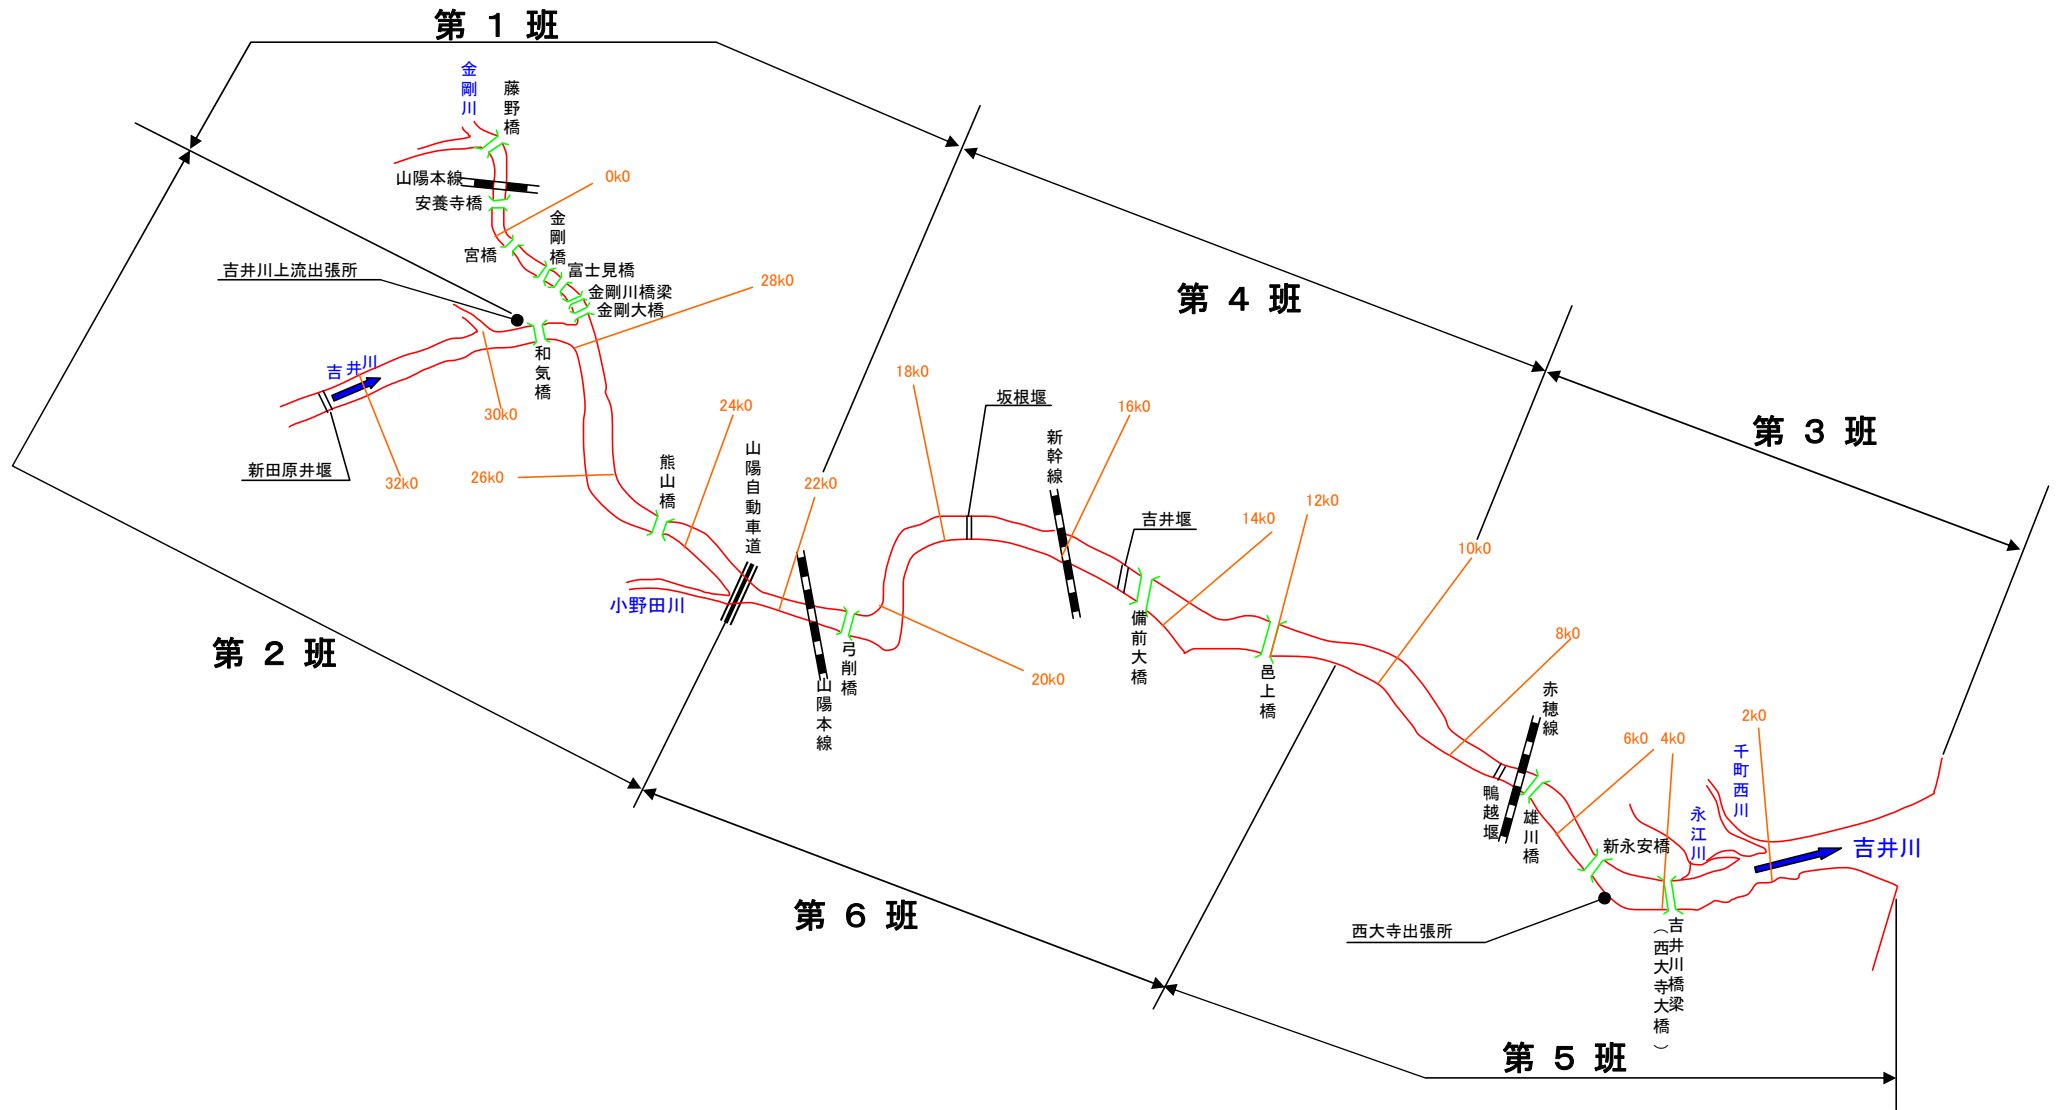 第 1 班
金剛川
藤野橋
山陽本線
0k0
安養寺橋
金剛橋
宮橋
吉井川上流出張所
富士見橋
28k0
金剛川橋梁
金剛大橋
第 4 班
和気橋
吉井川
18k0
坂根堰
16k0
30k0
24k0
新幹線
第 3 班
新田原井堰
32k0
26k0
熊山橋
山陽自動車道
22k0
12k0
吉井堰
14k0
10k0
小野田川
備前大橋
8k0
第 2 班
弓削橋
20k0
邑上橋
山陽本線
赤穂線
2k0
6k0
4k0
千町西川
鴨越堰
雄川橋
永江川
新永安橋
吉井川
第 6 班
西大寺出張所
吉井川橋梁
（西大寺大橋）
第 5 班